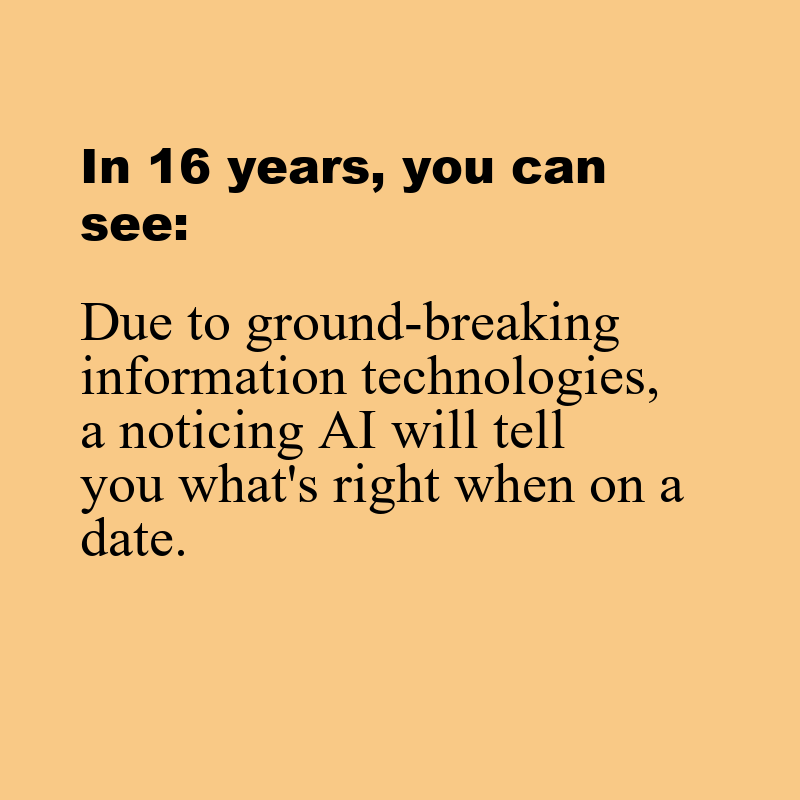 In 16 years, you can
see:
Due to ground-breaking
information technologies,
a noticing AI will tell
you what's right when on a
date.